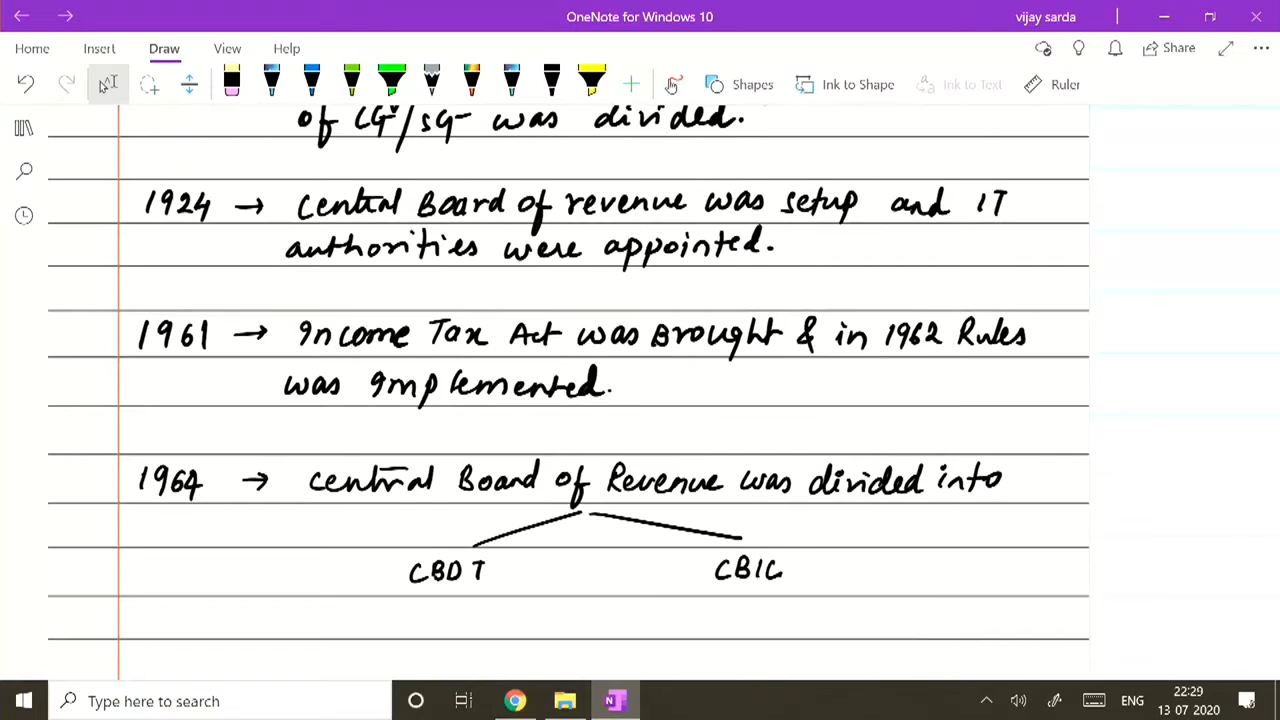 OneNote for Windows 10
vijay sarda
Home Insert Draw View Help
Share
Shapes Ink to Shape Ink to Text Ruler
of CG/SG was divided.
1924 → Central Board of revenue was setup and IT
authorities were appointed.
1961 → Income Tax Act was Brought & in 1962 Rules
was Implemented.
1964 → Central Board of Revenue was divided into
CBDT CBIC
Type here to search
ENG
22:29
13-07-2020